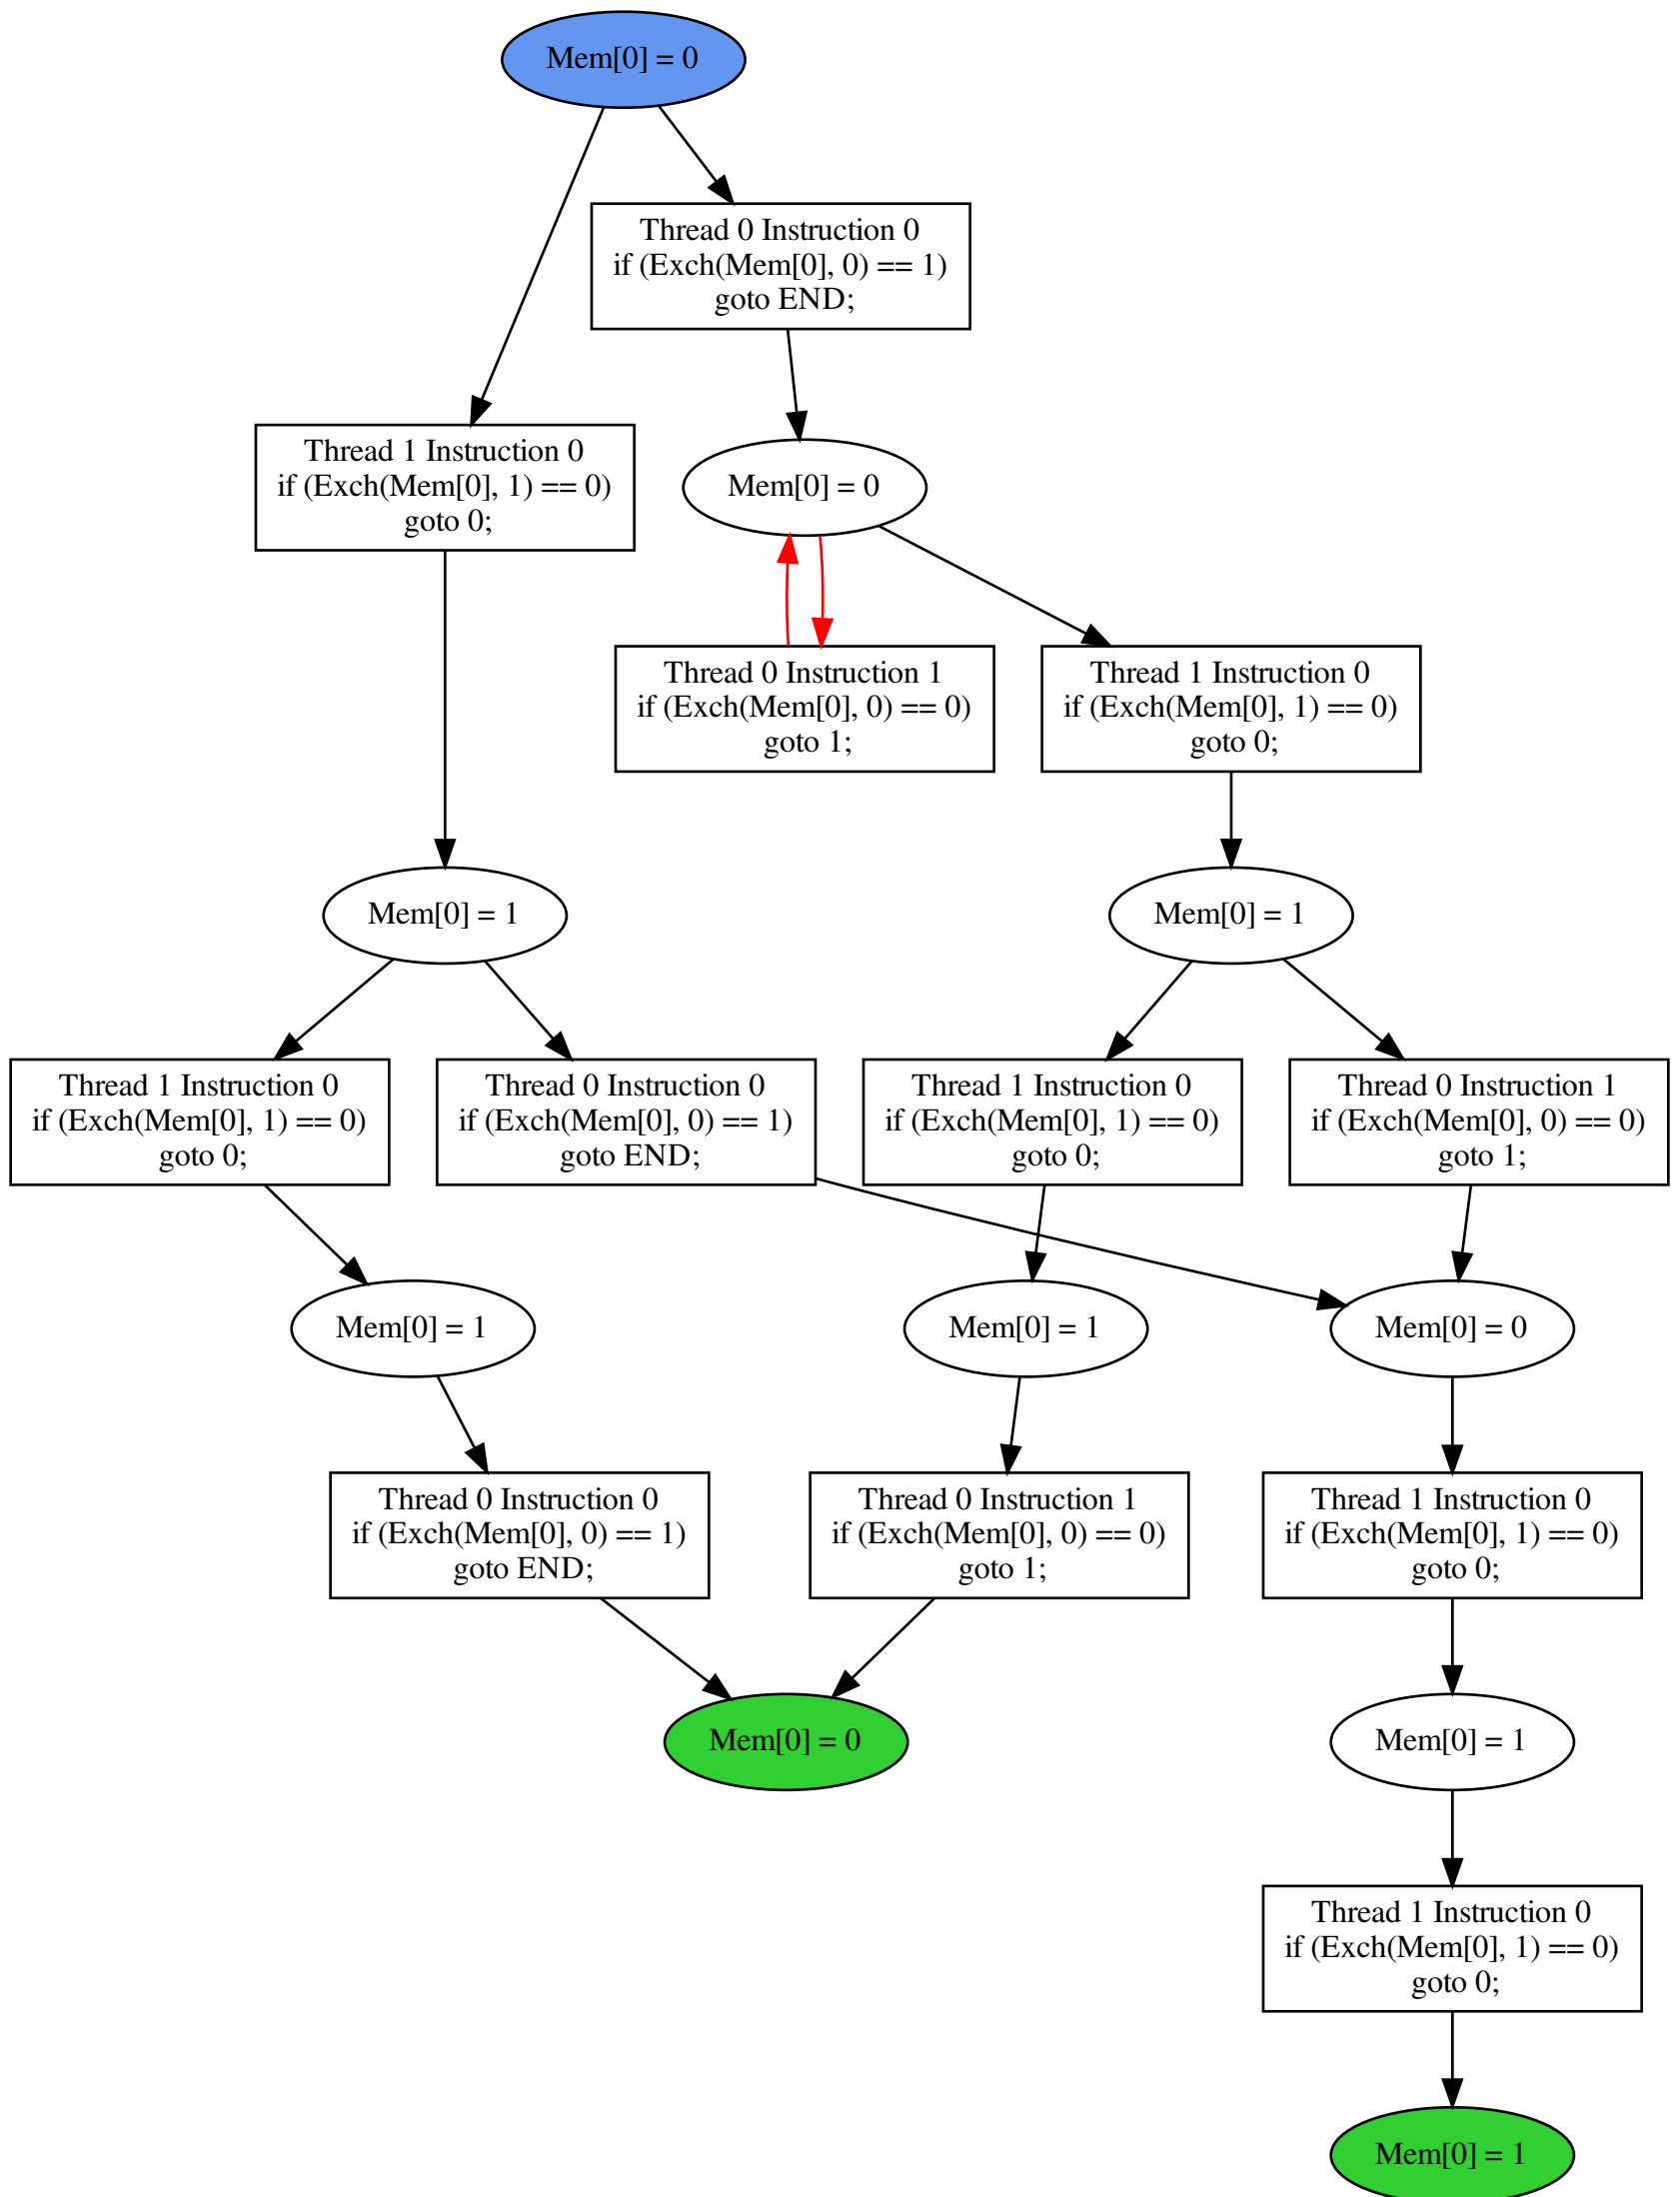 Mem[0] = 0
Thread 0 Instruction 0
if (Exch(Mem[0], 0) == 1)
goto END;
Thread 1 Instruction 0
if (Exch(Mem[0], 1) == 0)
goto 0;
Mem[0] = 0
Thread 0 Instruction 1
if (Exch(Mem[0], 0) == 0)
goto 1;
Thread 1 Instruction 0
if (Exch(Mem[0], 1) == 0)
goto 0;
Mem[0] = 1
Mem[0] = 1
Thread 1 Instruction 0
if (Exch(Mem[0], 1) == 0)
goto 0;
Thread 0 Instruction 0
if (Exch(Mem[0], 0) == 1)
goto END;
Thread 1 Instruction 0
if (Exch(Mem[0], 1) == 0)
goto 0;
Thread 0 Instruction 1
if (Exch(Mem[0], 0) == 0)
goto 1;
Mem[0] = 1
Mem[0] = 1
Mem[0] = 0
Thread 0 Instruction 0
if (Exch(Mem[0], 0) == 1)
goto END;
Thread 0 Instruction 1
if (Exch(Mem[0], 0) == 0)
goto 1;
Thread 1 Instruction 0
if (Exch(Mem[0], 1) == 0)
goto 0;
Mem[0] = 0
Mem[0] = 1
Thread 1 Instruction 0
if (Exch(Mem[0], 1) == 0)
goto 0;
Mem[0] = 1